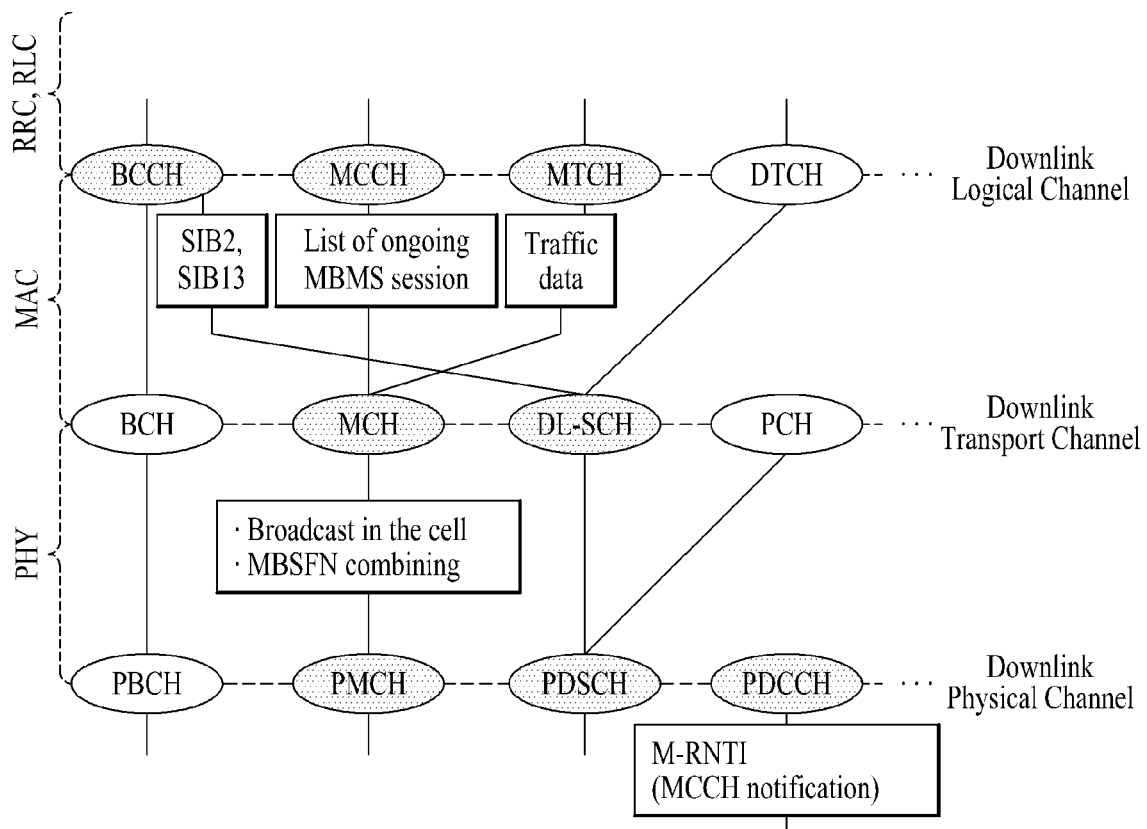 RRC, RLC
BCCH
MCCH
MTCH
DTCH
· · ·
Downlink
Logical Channel
SIB2,
SIB13
List of ongoing
MBMS session
Traffic
data
MAC
BCH
MCH
DL-SCH
PCH
· · ·
Downlink
Transport Channel
· Broadcast in the cell
· MBSFN combining
PHY
PBCH
PMCH
PDSCH
PDCCH
· · ·
Downlink
Physical Channel
M-RNTI
(MCCH notification)